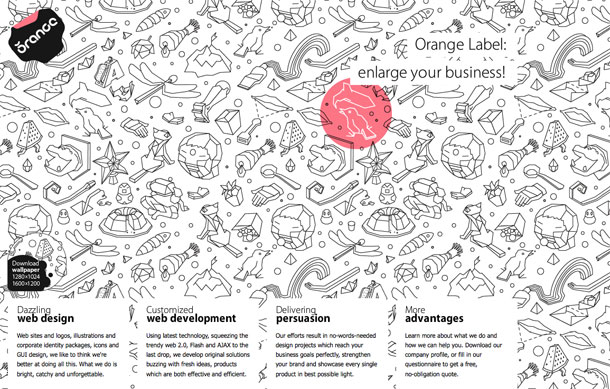 orange
Orange Label:
enlarge your business!
Download
wallpaper
1280×1024
1600×1200
Dazzling
web design
Web sites and logos, illustrations and
corporate identity packages, icons and
GUI design, we like to think we're
better at doing all this. What we do is
bright, catchy and unforgettable.
Customized
web development
Using latest technology, squeezing the
trendy web 2.0, Flash and AJAX to the
last drop, we develop original solutions
buzzing with fresh ideas, products
which are both effective and efficient.
Delivering
persuasion
Our efforts result in no-words-needed
design projects which reach your
business goals perfectly, strengthen
your brand and showcase every single
product in best possible light.
More
advantages
Learn more about what we do and
how we can help you. Download our
company profile, or fill in our
questionnaire to get a free,
no-obligation quote.